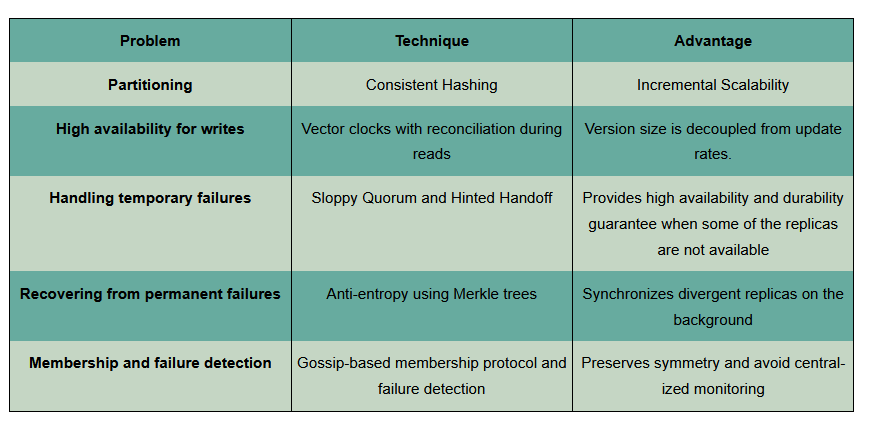 Problem Technique Advantage
Partitioning Consistent Hashing Incremental Scalability
High availability for writes Vector clocks with reconciliation during Version size is decoupled from update
reads rates.
Handling temporary failures Sloppy Quorum and Hinted Handoff Provides high availability and durability
guarantee when some of the replicas
are not available
Recovering from permanent failures Anti-entropy using Merkle trees Synchronizes divergent replicas on the
background
Membership and failure detection Gossip-based membership protocol and Preserves symmetry and avoid central-
failure detection ized monitoring